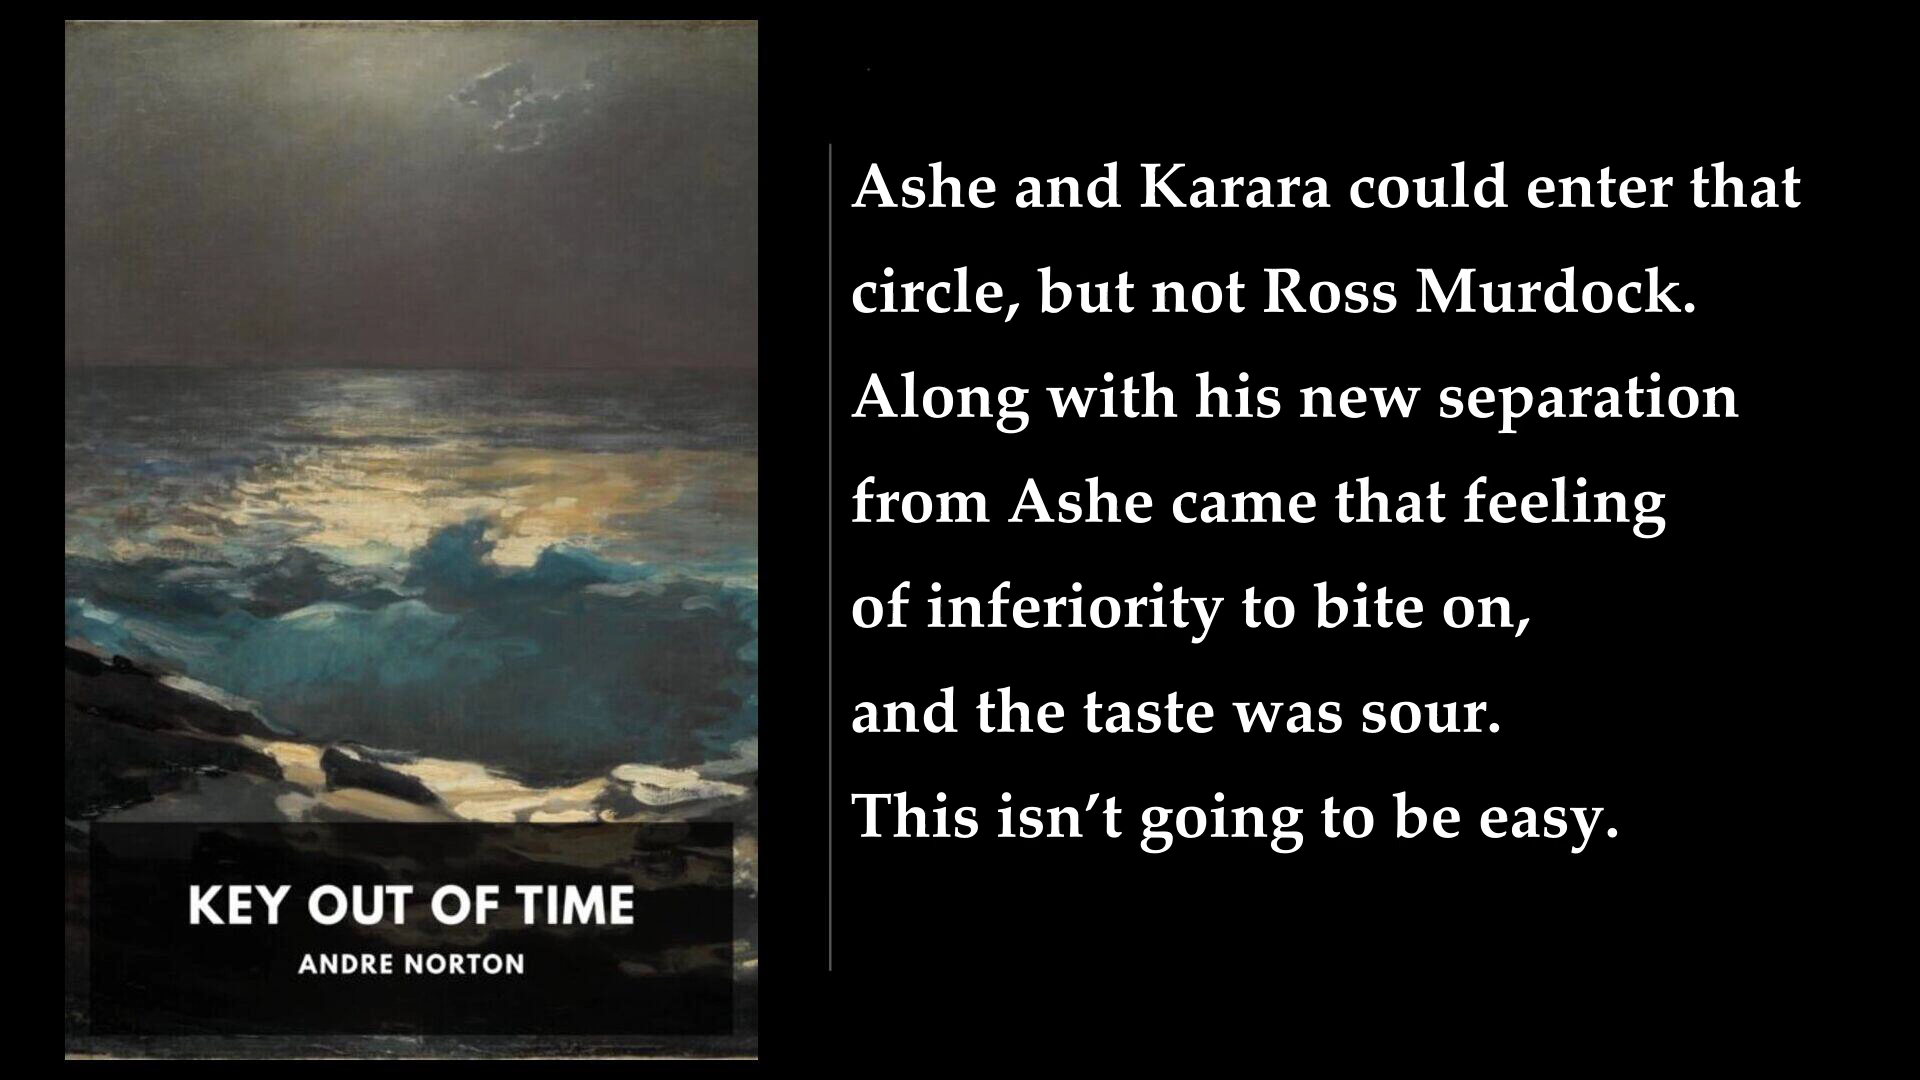 KEY OUT OF TIME
ANDRE NORTON
Ashe and Karara could enter that
circle, but not Ross Murdock.
Along with his new separation
from Ashe came that feeling
of inferiority to bite on,
and the taste was sour.
This isn’t going to be easy.